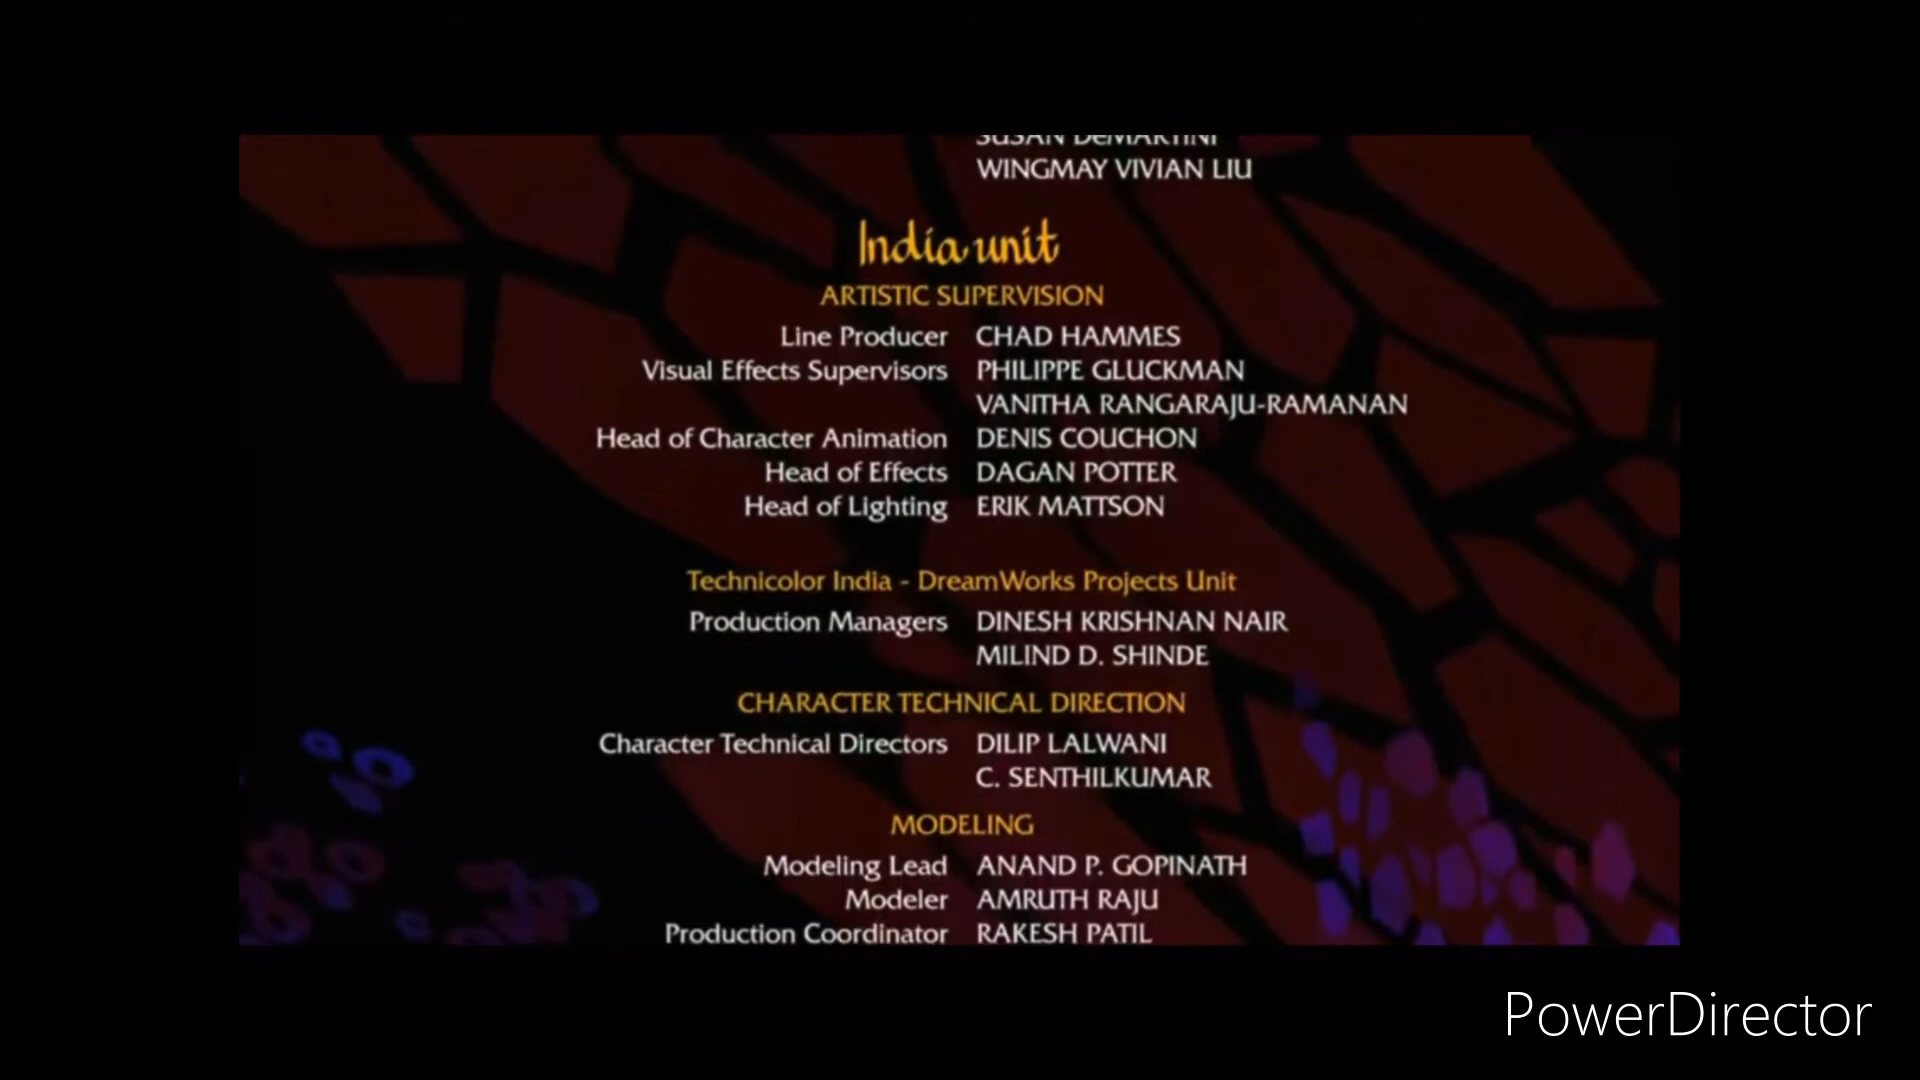 SUSAN DeMARTINI
WINGMAY VIVIAN LIU
India unit
ARTISTIC SUPERVISION
Line Producer CHAD HAMMES
Visual Effects Supervisors PHILIPPE GLUCKMAN
VANITHA RANGARAJU-RAMANAN
Head of Character Animation DENIS COUCHON
Head of Effects DAGAN POTTER
Head of Lighting ERIK MATTSON
Technicolor India - DreamWorks Projects Unit
Production Managers DINESH KRISHNAN NAIR
MILIND D. SHINDE
CHARACTER TECHNICAL DIRECTION
Character Technical Directors DILIP LALWANI
C. SENTHILKUMAR
MODELING
Modeling Lead ANAND P. GOPINATH
Modeler AMRUTH RAJU
Production Coordinator RAKESH PATIL
PowerDirector